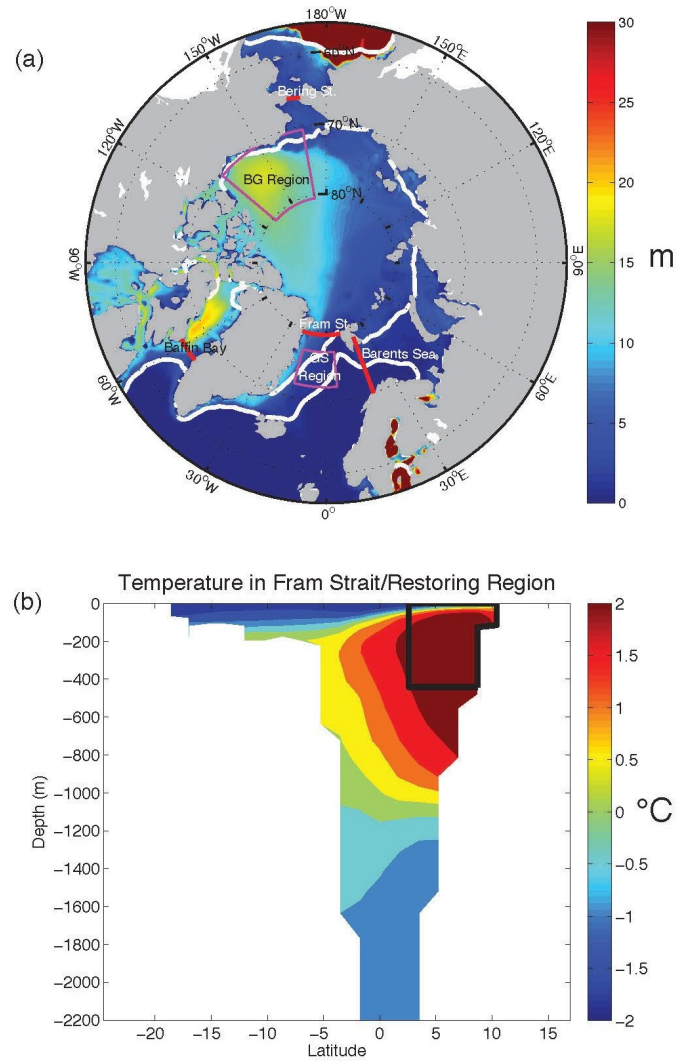 (a)
180°W
150°W
150°E
60°N
Bering St.
70°N
120°W
120°E
BG Region
80°N
90°W
90°E
Fram St.
Baffin Bay
GS
Region
Barents Sea
60°W
60°E
30°W
30°E
0°
30
25
20
15
10
5
0
m
(b)
Temperature in Fram Strait/Restoring Region
0
−200
−400
−600
−800
−1000
−1200
−1400
−1600
−1800
−2000
−2200
Depth (m)
−20
−15
−10
−5
0
5
10
15
Latitude
2
1.5
1
0.5
0
−0.5
−1
−1.5
−2
°C